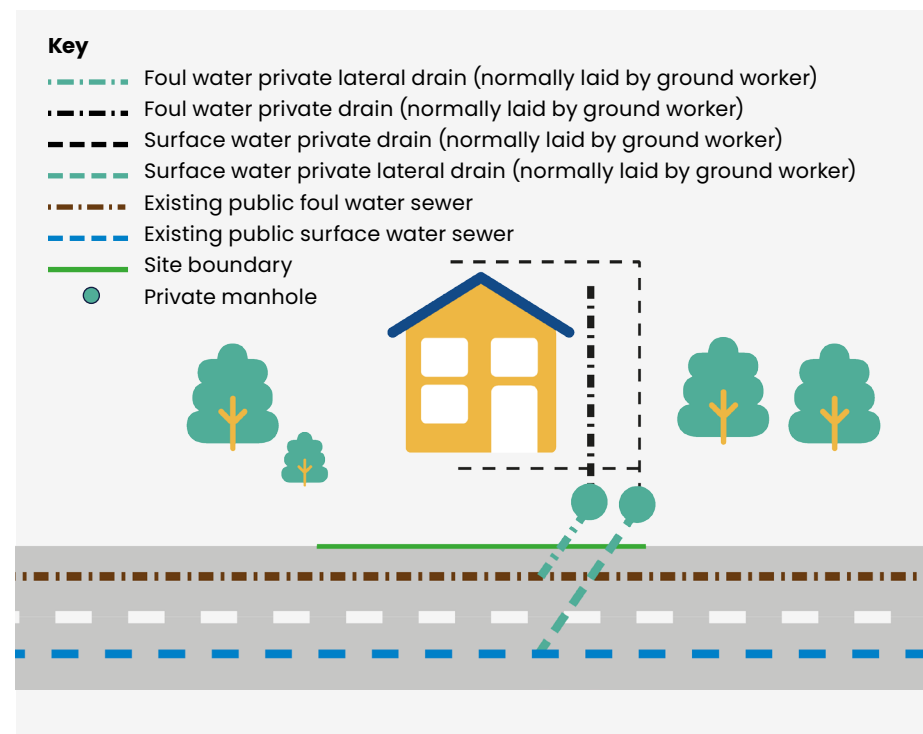 Key
Foul water private lateral drain (normally laid by ground worker)
Foul water private drain (normally laid by ground worker)
Surface water private drain (normally laid by ground worker)
Surface water private lateral drain (normally laid by ground worker)
Existing public foul water sewer
Existing public surface water sewer
Site boundary
Private manhole